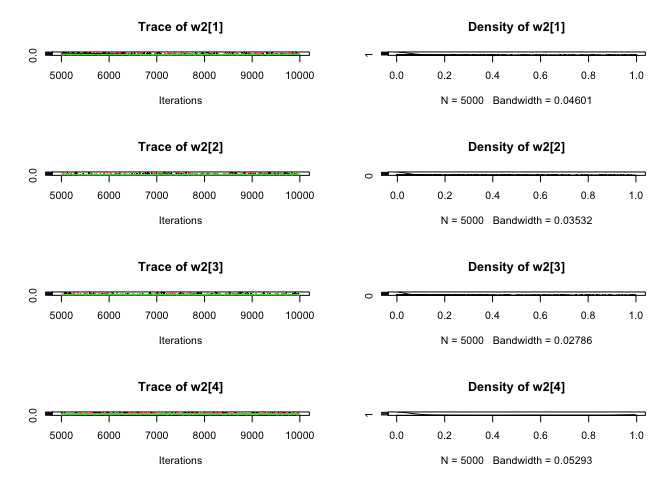 Trace of w2[1]
0.0
5000 6000 7000 8000 9000 10000
Iterations
Density of w2[1]
1
0.0 0.2 0.4 0.6 0.8 1.0
N = 5000 Bandwidth = 0.04601
Trace of w2[2]
0.0
5000 6000 7000 8000 9000 10000
Iterations
Density of w2[2]
0
0.0 0.2 0.4 0.6 0.8 1.0
N = 5000 Bandwidth = 0.03532
Trace of w2[3]
0.0
5000 6000 7000 8000 9000 10000
Iterations
Density of w2[3]
0
0.0 0.2 0.4 0.6 0.8 1.0
N = 5000 Bandwidth = 0.02786
Trace of w2[4]
0.0
5000 6000 7000 8000 9000 10000
Iterations
Density of w2[4]
1
0.0 0.2 0.4 0.6 0.8 1.0
N = 5000 Bandwidth = 0.05293